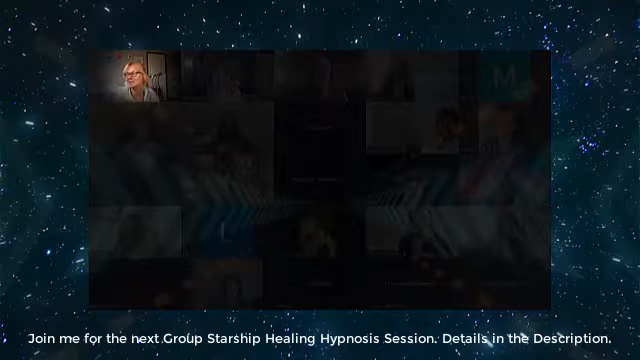 M
Join me for the next Group Starship Healing Hypnosis Session. Details in the Description.